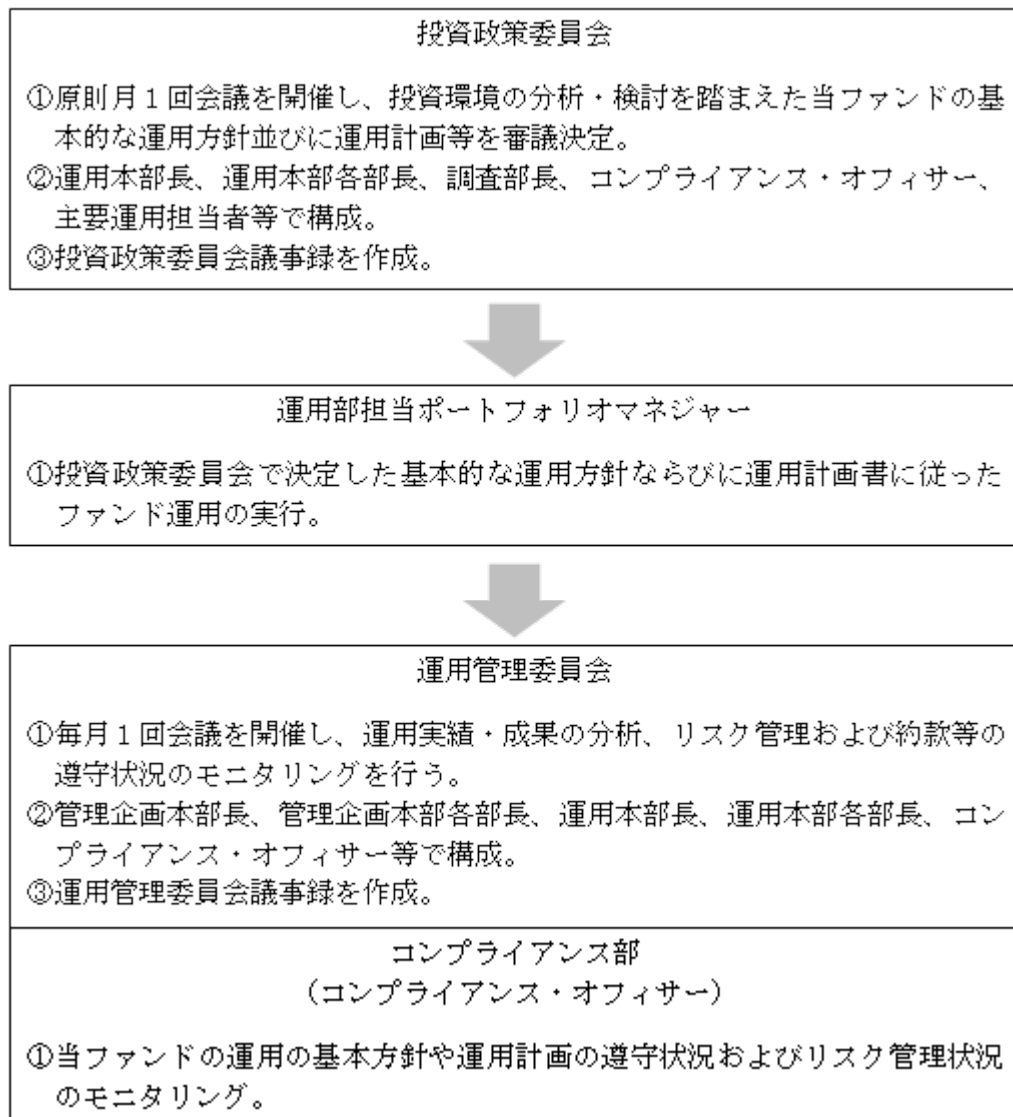 投資政策委員会
①原則月１回会議を開催し、投資環境の分析・検討を踏まえた当ファンドの基
本的な運用方針並びに運用計画等を審議決定。
②運用本部長、運用本部各部長、調査部長、コンプライアンス・オフィサー、
主要運用担当者等で構成。
③投資政策委員会議事録を作成。
運用部担当ポートフォリオマネジャー
①投資政策委員会で決定した基本的な運用方針ならびに運用計画書に従った
ファンド運用の実行。
運用管理委員会
①毎月１回会議を開催し、運用実績・成果の分析、リスク管理および約款等の
遵守状況のモニタリングを行う。
②管理企画本部長、管理企画本部各部長、運用本部長、運用本部各部長、コン
プライアンス・オフィサー等で構成。
③運用管理委員会議事録を作成。
コンプライアンス部
（コンプライアンス・オフィサー）
①当ファンドの運用の基本方針や運用計画の遵守状況およびリスク管理状況
のモニタリング。